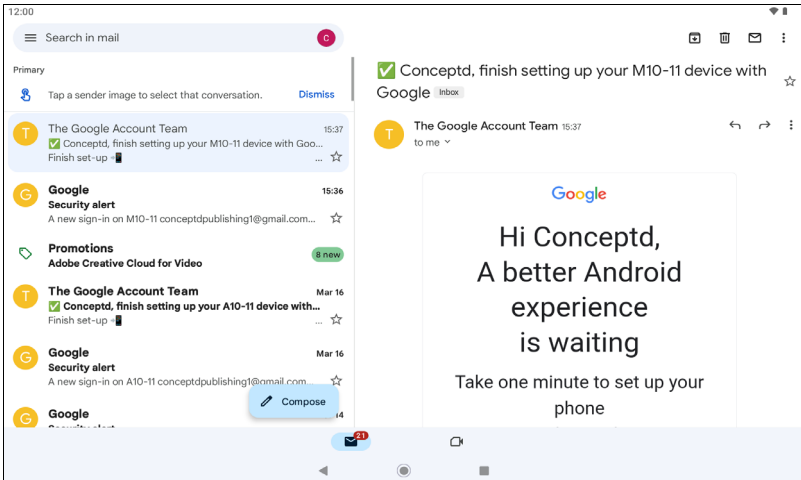 12:00
Search in mail
C
Primary
Tap a sender image to select that conversation.
Dismiss
T
The Google Account Team
15:37
✅ Conceptd, finish setting up your M10-11 device with Goo...
Finish set-up 📲
...
G
Google
15:36
Security alert
A new sign-in on M10-11 conceptdpublishing1@gmail.com...
Promotions
8 new
Adobe Creative Cloud for Video
T
The Google Account Team
Mar 16
✅ Conceptd, finish setting up your A10-11 device with...
Finish set-up 📲
...
G
Google
Mar 16
Security alert
A new sign-in on A10-11 conceptdpublishing1@gmail.com...
G
Google
Compose
21
✅ Conceptd, finish setting up your M10-11 device with
Google Inbox
T
The Google Account Team 15:37
to me
Google
Hi Conceptd,
A better Android
experience
is waiting
Take one minute to set up your
phone